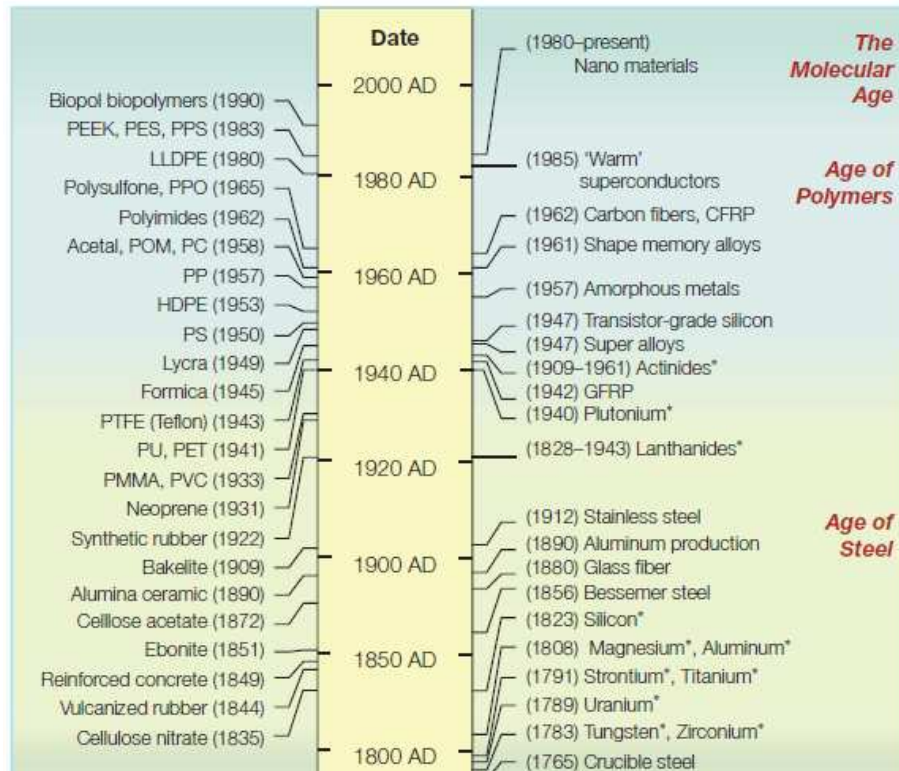 Date
2000 AD
1980 AD
1960 AD
1940 AD
1920 AD
1900 AD
1850 AD
1800 AD
Biopol biopolymers (1990)
PEEK, PES, PPS (1983)
LLDPE (1980)
Polysulfone, PPO (1965)
Polyimides (1962)
Acetal, POM, PC (1958)
PP (1957)
HDPE (1953)
PS (1950)
Lycra (1949)
Formica (1945)
PTFE (Teflon) (1943)
PU, PET (1941)
PMMA, PVC (1933)
Neoprene (1931)
Synthetic rubber (1922)
Bakelite (1909)
Alumina ceramic (1890)
Celllose acetate (1872)
Ebonite (1851)
Reinforced concrete (1849)
Vulcanized rubber (1844)
Cellulose nitrate (1835)
(1980–present)
Nano materials
(1985) ‘Warm’
superconductors
(1962) Carbon fibers, CFRP
(1961) Shape memory alloys
(1957) Amorphous metals
(1947) Transistor-grade silicon
(1947) Super alloys
(1909–1961) Actinides*
(1942) GFRP
(1940) Plutonium*
(1828–1943) Lanthanides*
(1912) Stainless steel
(1890) Aluminum production
(1880) Glass fiber
(1856) Bessemer steel
(1823) Silicon*
(1808) Magnesium*, Aluminum*
(1791) Strontium*, Titanium*
(1789) Uranium*
(1783) Tungsten*, Zirconium*
(1765) Crucible steel
The
Molecular
Age
Age of
Polymers
Age of
Steel